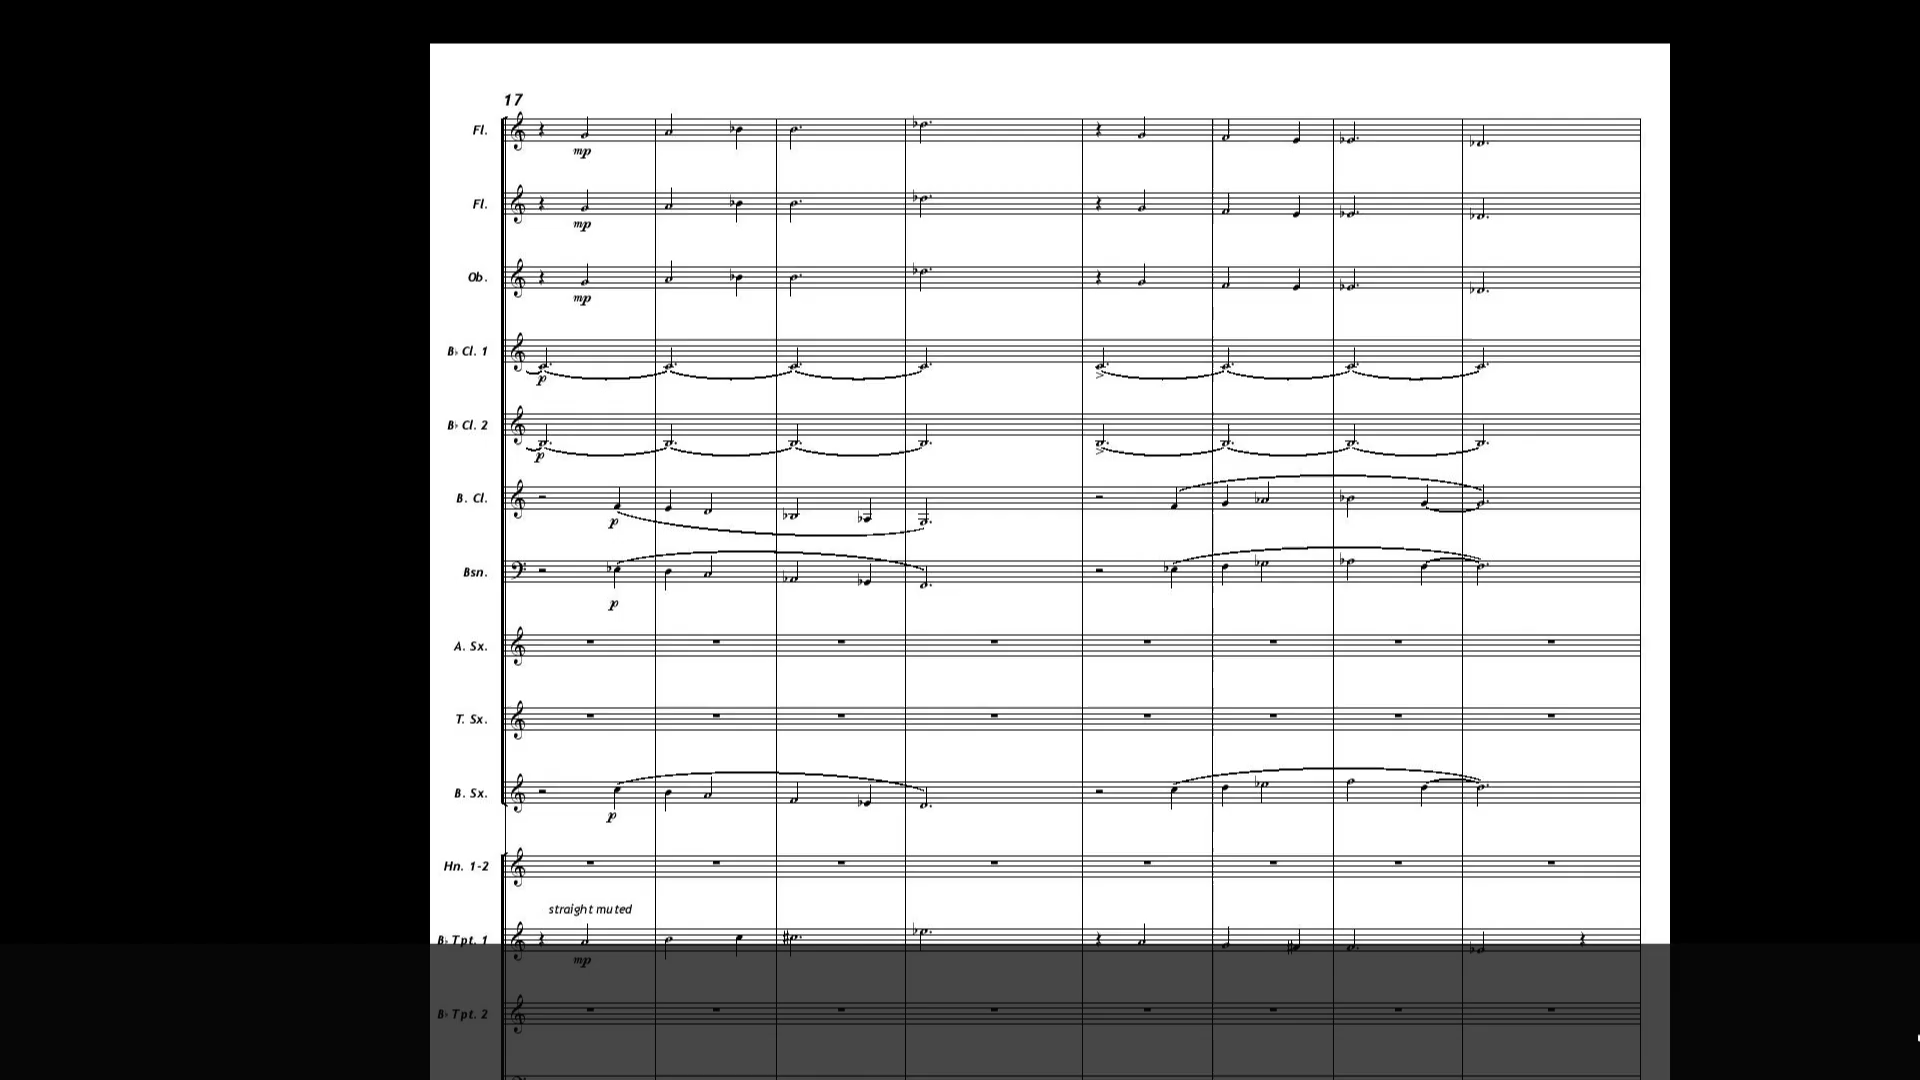 17
Fl.
mp
Fl.
mp
Ob.
mp
B♭ Cl. 1
p
B♭ Cl. 2
p
B. Cl.
p
Bsn.
p
A. Sx.
T. Sx.
B. Sx.
p
Hn. 1-2
straight muted
B♭ Tpt. 1
mp
B♭ Tpt. 2